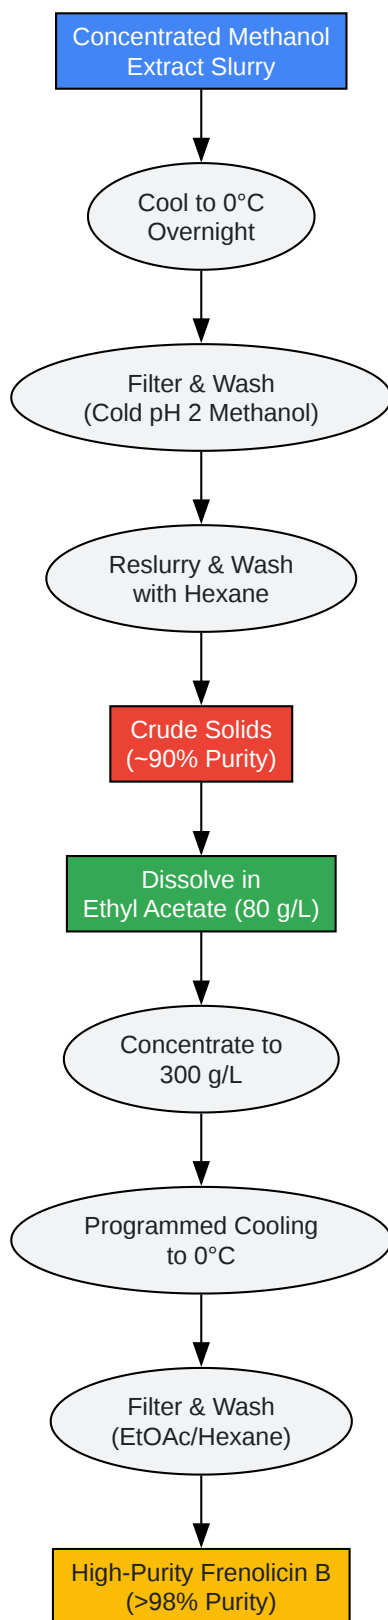 Concentrated Methanol
Extract Slurry
Cool to 0°C
Overnight
Filter & Wash
(Cold pH 2 Methanol)
Reslurry & Wash
with Hexane
Crude Solids
(~90% Purity)
Dissolve in
Ethyl Acetate (80 g/L)
Concentrate to
300 g/L
Programmed Cooling
to 0°C
Filter & Wash
(EtOAc/Hexane)
High-Purity Frenolicin B
(>98% Purity)